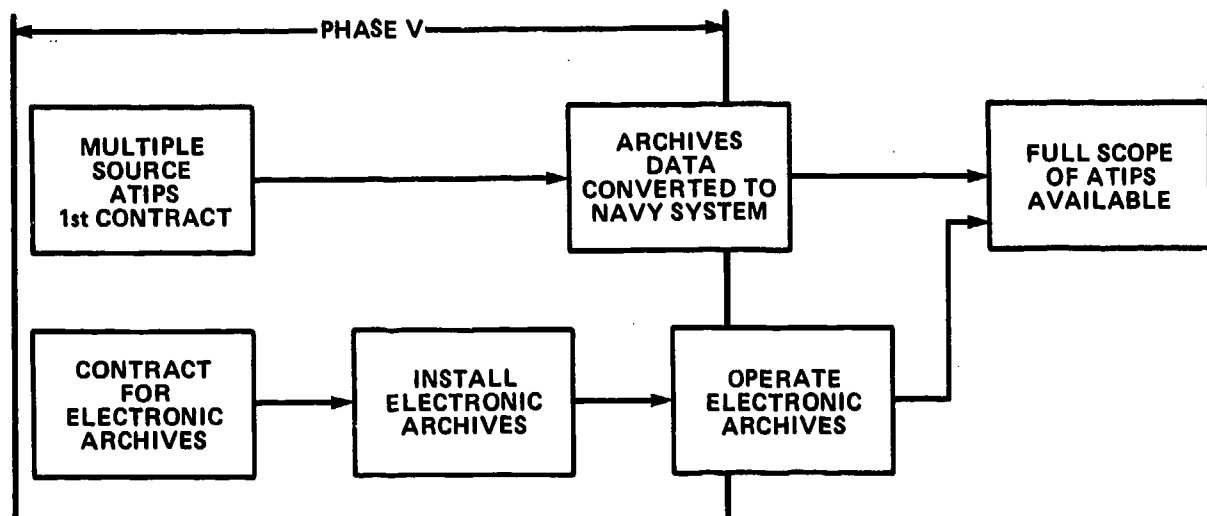 PHASE V
MULTIPLE
SOURCE
ATIPS
1st CONTRACT
ARCHIVES
DATA
CONVERTED TO
NAVY SYSTEM
FULL SCOPE
OF ATIPS
AVAILABLE
CONTRACT
FOR
ELECTRONIC
ARCHIVES
INSTALL
ELECTRONIC
ARCHIVES
OPERATE
ELECTRONIC
ARCHIVES